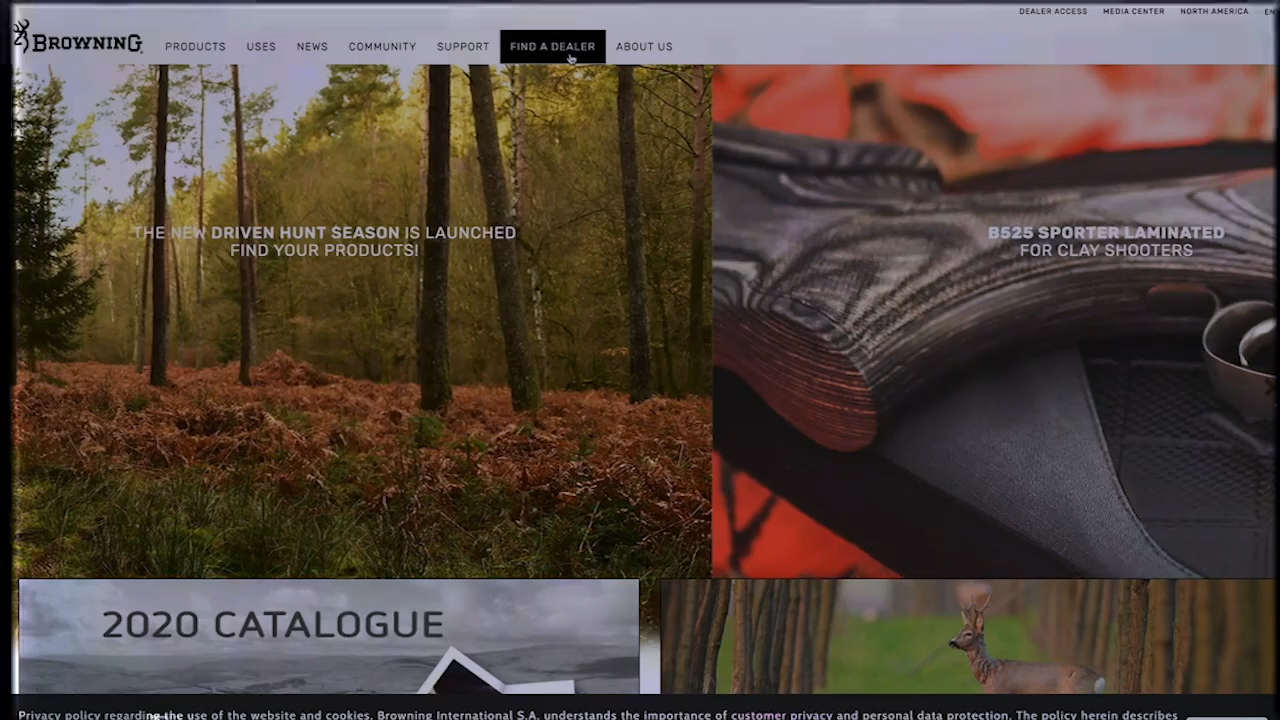 DEALER ACCESS MEDIA CENTER NORTH AMERICA EN
BROWNING
PRODUCTS USES NEWS COMMUNITY SUPPORT FIND A DEALER ABOUT US
THE NEW DRIVEN HUNT SEASON IS LAUNCHED
FIND YOUR PRODUCTS!
B525 SPORTER LAMINATED
FOR CLAY SHOOTERS
2020 CATALOGUE
Privacy policy regarding the use of the website and cookies. Browning International S.A. understands the importance of customer privacy and personal data protection. The policy herein describes